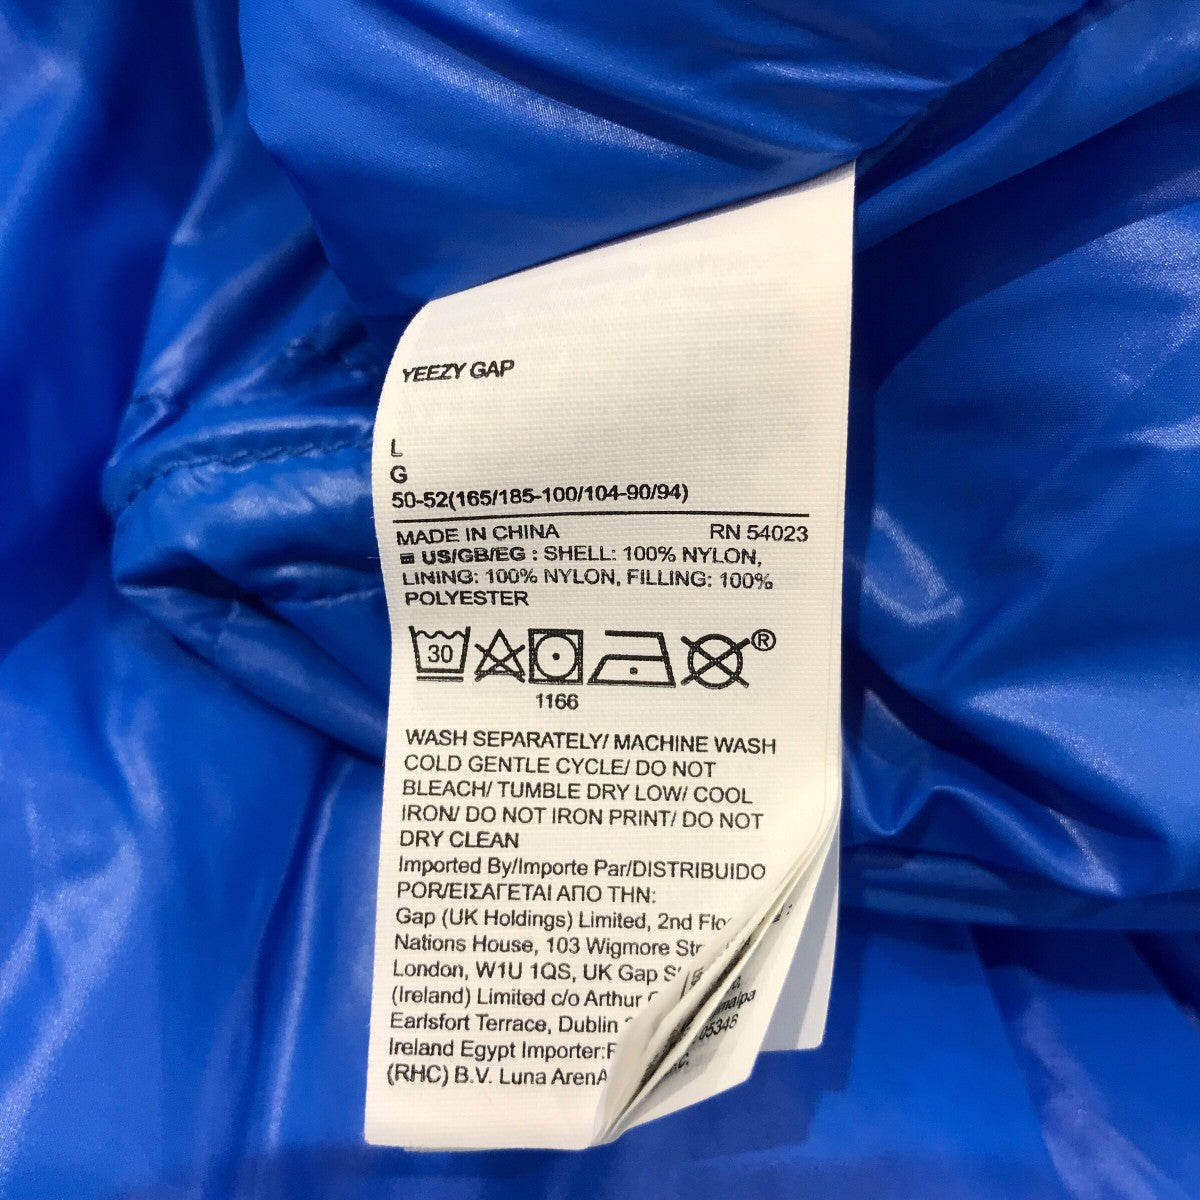 YEEZY GAP
L
G
50-52(165/185-100/104-90/94)
MADE IN CHINA RN 54023
US/GB/EG : SHELL: 100% NYLON,
LINING: 100% NYLON, FILLING: 100%
POLYESTER
30
®
1166
WASH SEPARATELY/ MACHINE WASH
COLD GENTLE CYCLE/ DO NOT
BLEACH/ TUMBLE DRY LOW/ COOL
IRON/ DO NOT IRON PRINT/ DO NOT
DRY CLEAN
Imported By/Importe Par/DISTRIBUIDO
POR/ΕΙΣΑΓΕΤΑΙ ΑΠΟ ΤΗΝ:
Gap (UK Holdings) Limited, 2nd
Nations House, 103 Wigmore
London, W1U 1QS, UK Gap
(Ireland) Limited c/o Arthur
Earlsfort Terrace, Dublin
Ireland Egypt Importer:
(RHC) B.V. Luna ArenA
05348